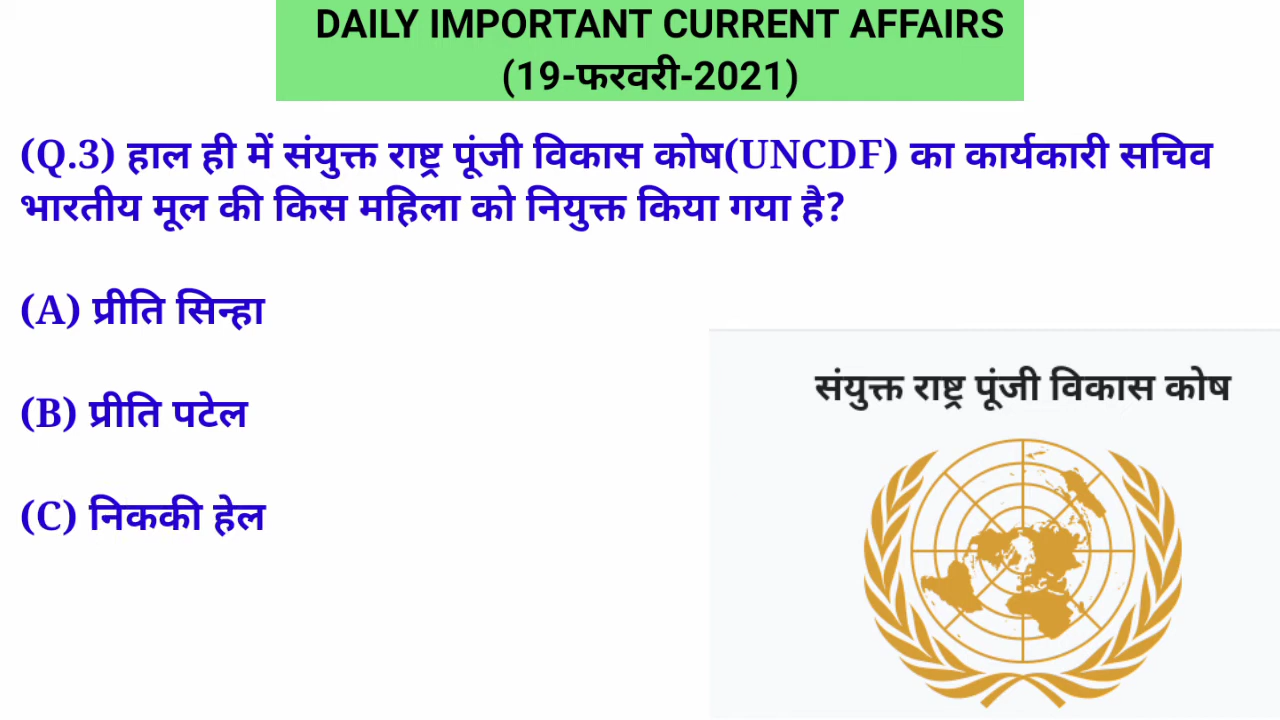 DAILY IMPORTANT CURRENT AFFAIRS
(19-फरवरी-2021)
(Q.3) हाल ही में संयुक्त राष्ट्र पूंजी विकास कोष(UNCDF) का कार्यकारी सचिव
भारतीय मूल की किस महिला को नियुक्त किया गया है?
(A) प्रीति सिन्हा
(B) प्रीति पटेल
(C) निककी हेल
संयुक्त राष्ट्र पूंजी विकास कोष